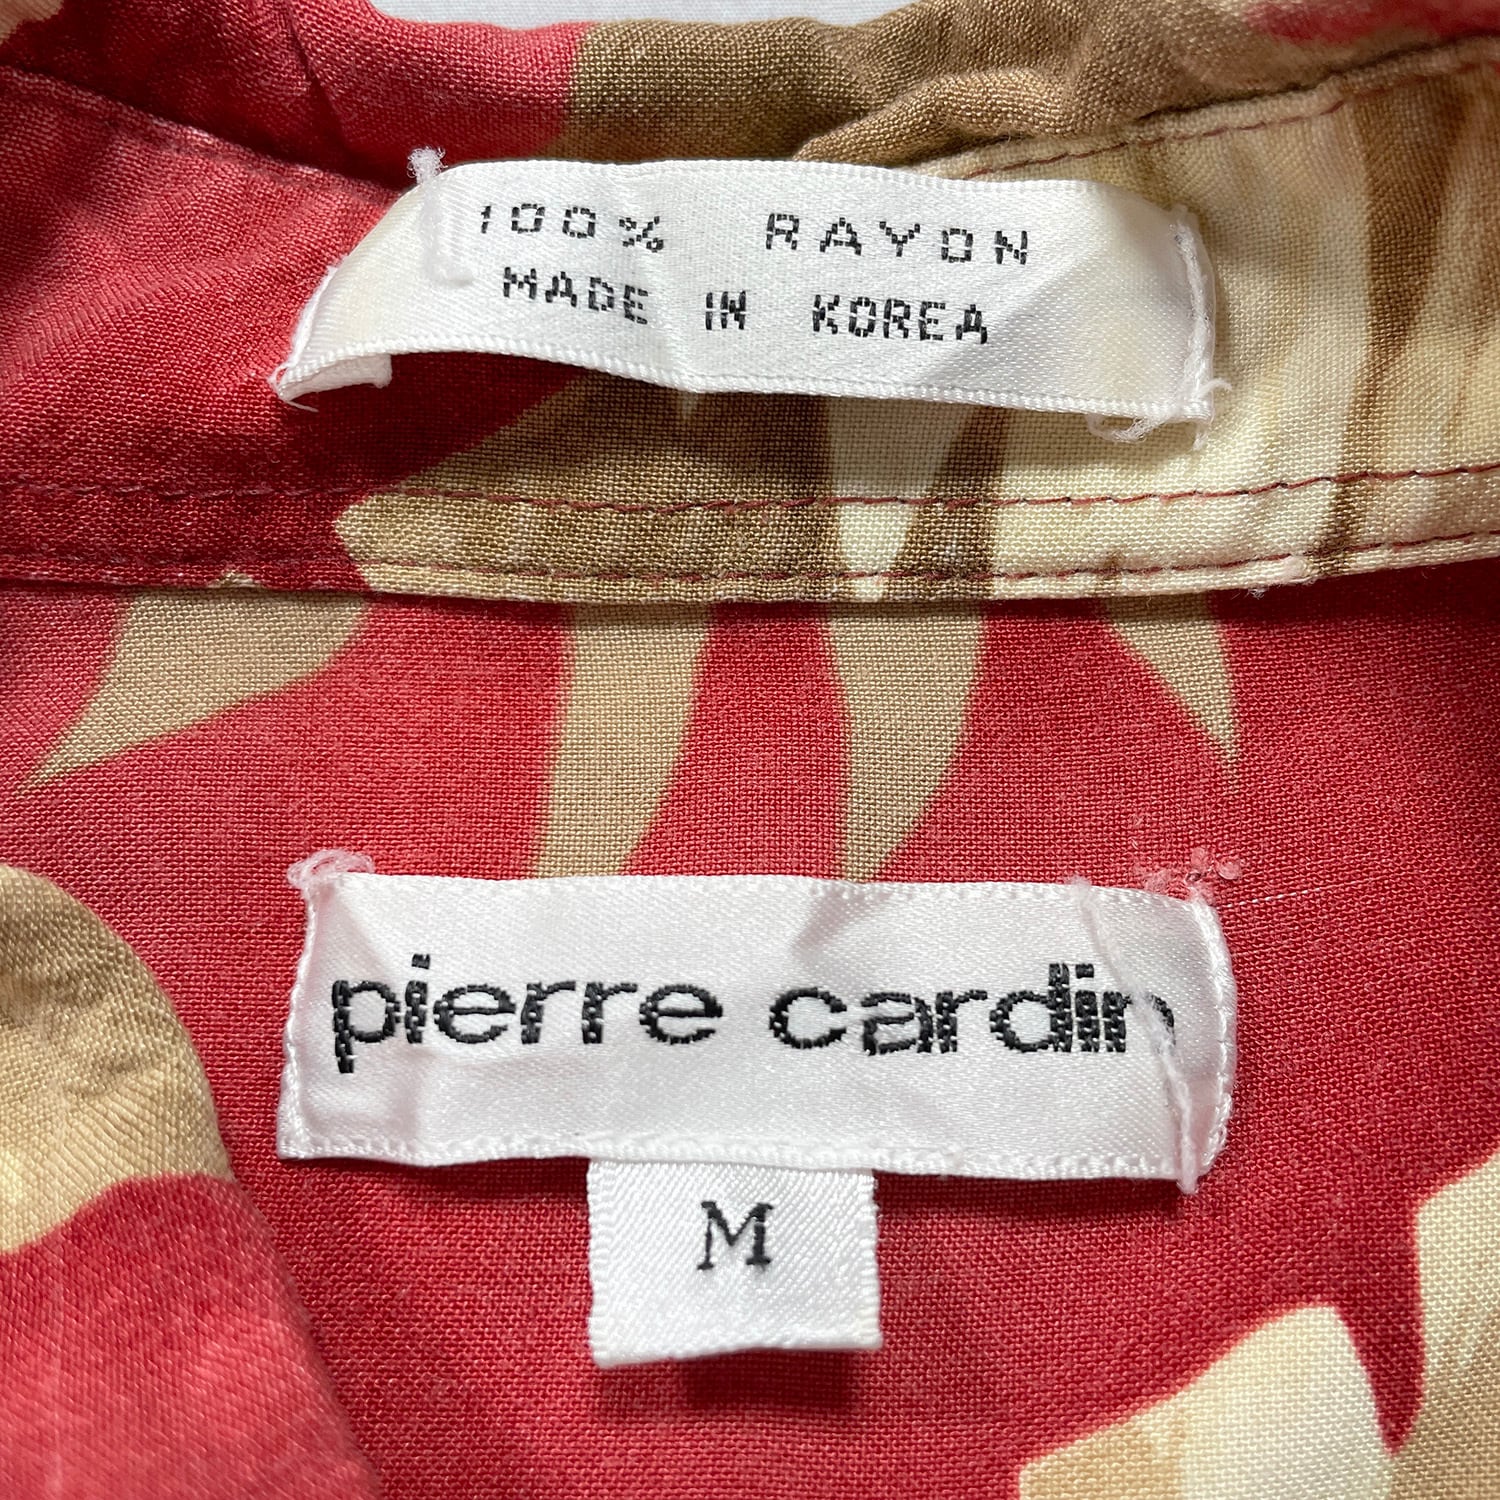 100% RAYON
MADE IN KOREA
pierre cardin
M